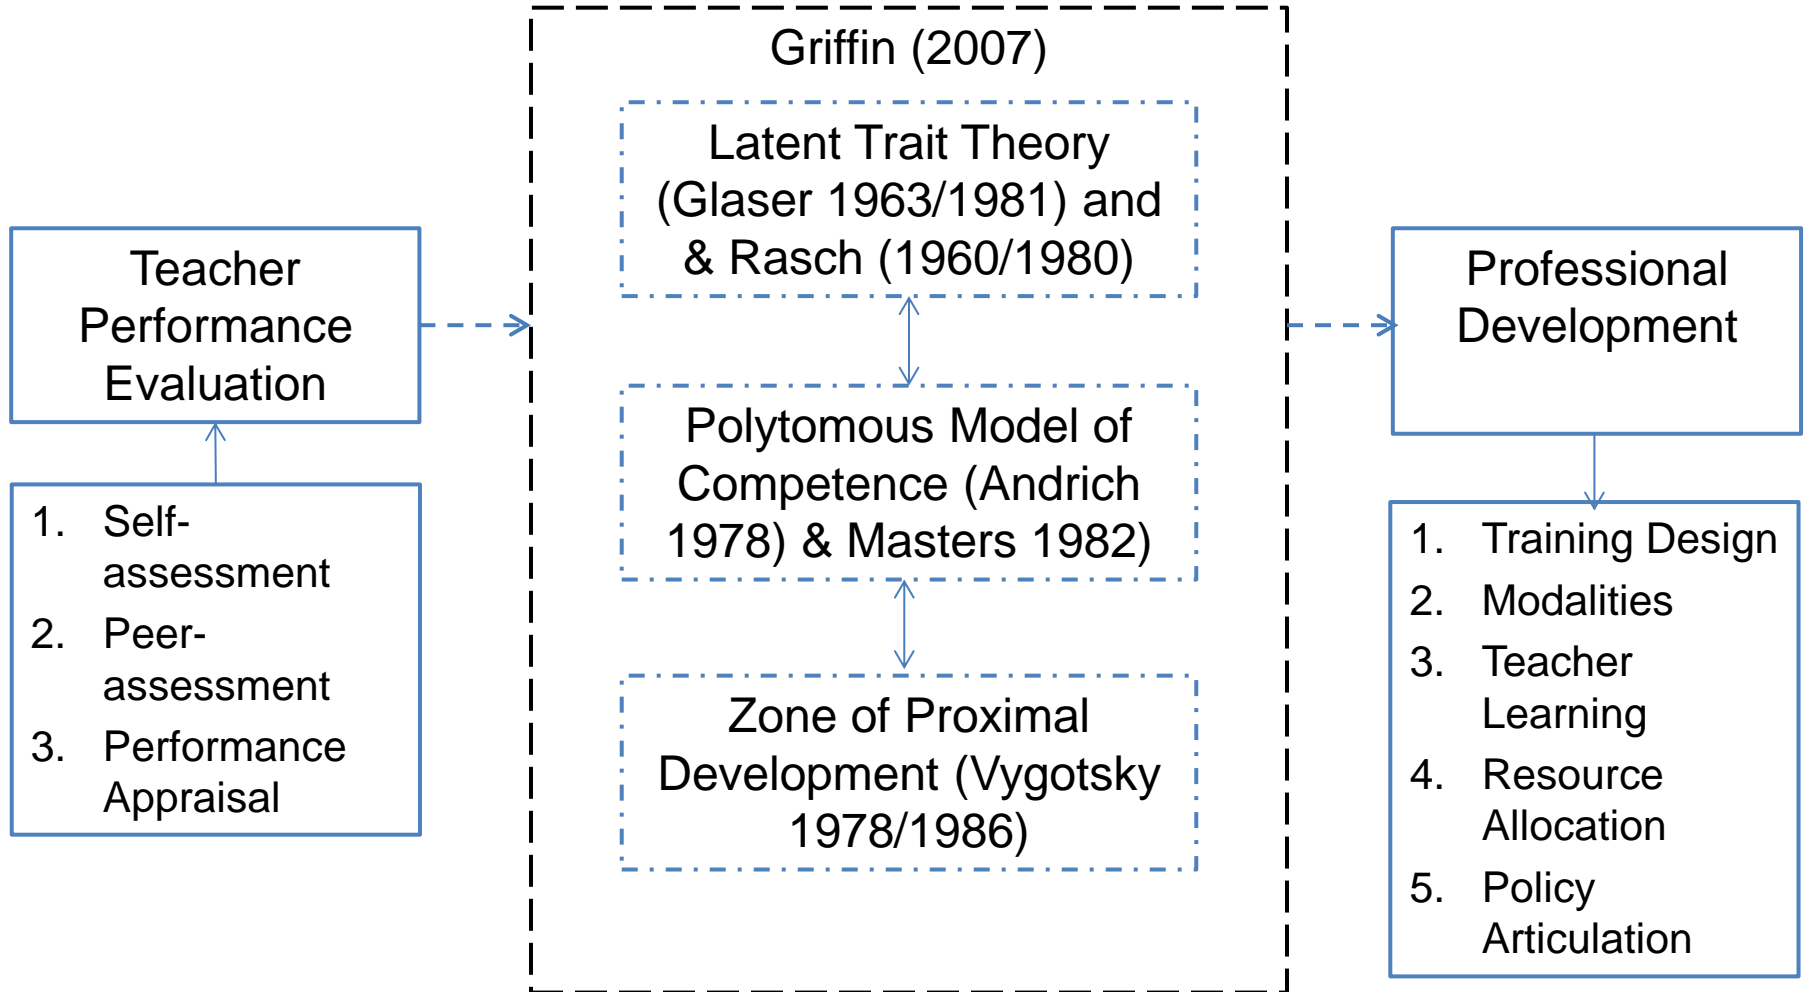 Griffin (2007)
Latent Trait Theory
(Glaser 1963/1981) and
& Rasch (1960/1980)
Teacher
Performance
Evaluation
Professional
Development
Polytomous Model of
Competence (Andrich
1978) & Masters 1982)
1. Self-
assessment
2. Peer-
assessment
3. Performance
Appraisal
Zone of Proximal
Development (Vygotsky
1978/1986)
1. Training Design
2. Modalities
3. Teacher
Learning
4. Resource
Allocation
5. Policy
Articulation